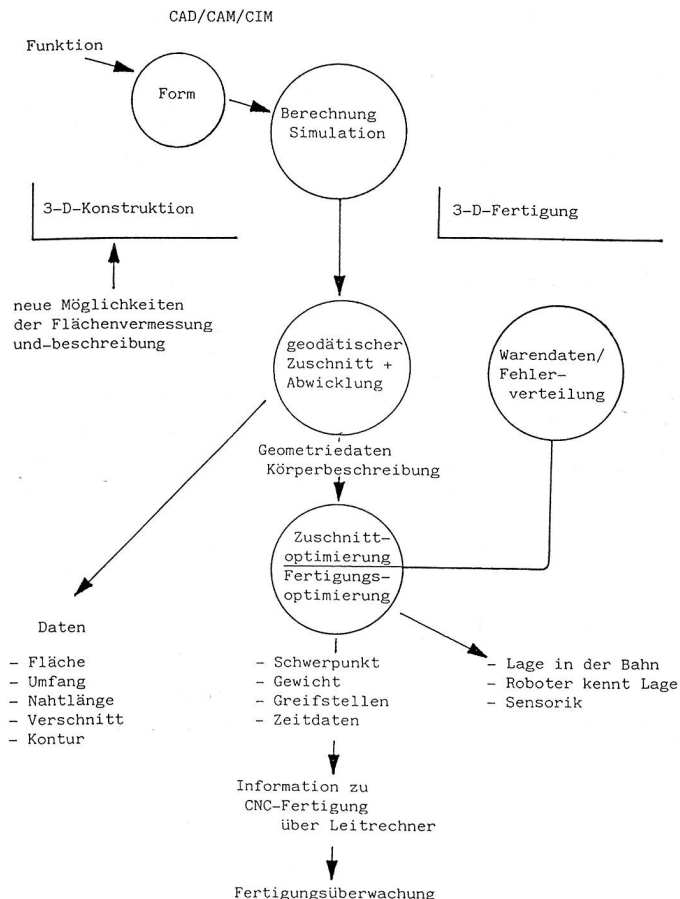 CAD/CAM/CIM
Funktion
Form
Berechnung
Simulation
3-D-Konstruktion
3-D-Fertigung
neue Möglichkeiten
der Flächenvermessung
und-beschreibung
geodätischer
Zuschnitt +
Abwicklung
Warendaten/
Fehler-
verteilung
Geometriedaten
Körperbeschreibung
Zuschnitt-
optimierung
Fertigungs-
optimierung
Daten
- Fläche
- Umfang
- Nahtlänge
- Verschnitt
- Kontur
- Schwerpunkt
- Gewicht
- Greifstellen
- Zeitdaten
- Lage in der Bahn
- Roboter kennt Lage
- Sensorik
Information zu
CNC-Fertigung
über Leitrechner
Fertigungsüberwachung